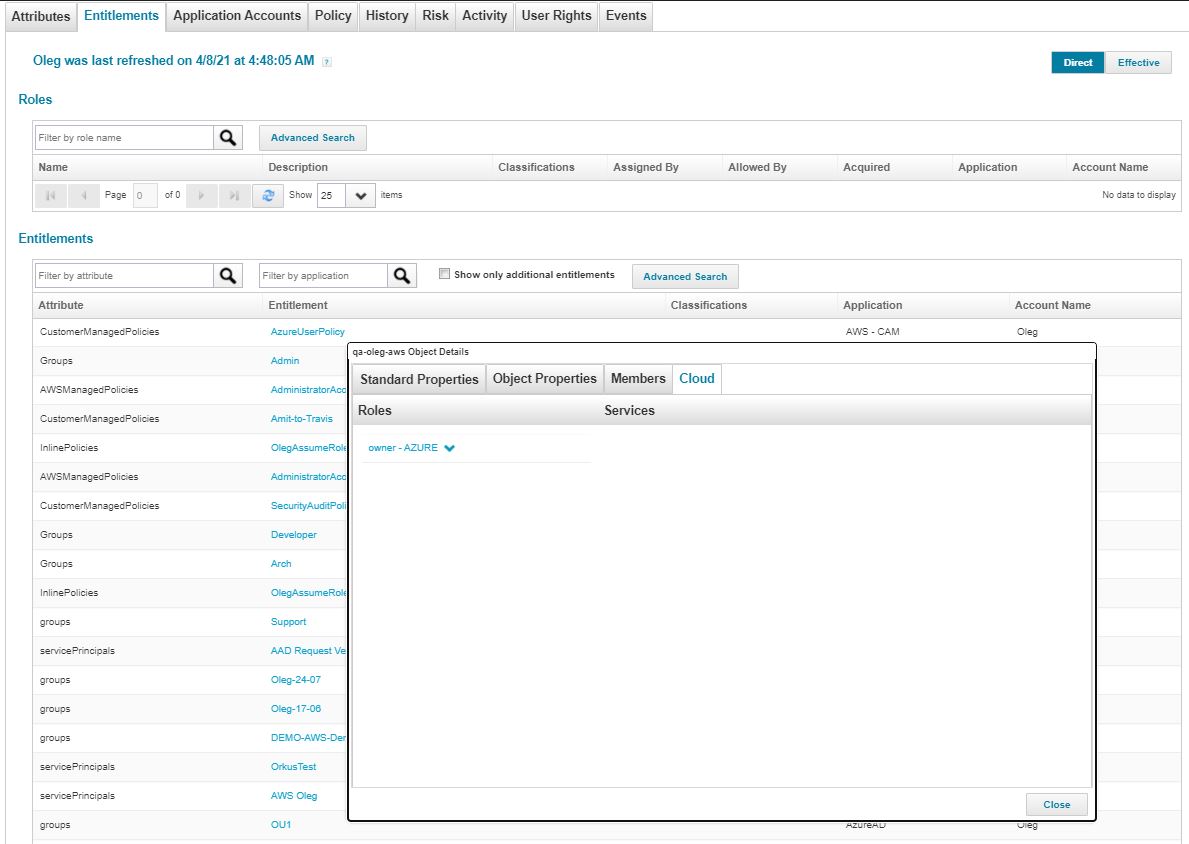 Attributes Entitlements Application Accounts Policy History Risk Activity User Rights Events
Oleg was last refreshed on 4/8/21 at 4:48:05 AM ?
Direct Effective
Roles
Filter by role name Advanced Search
Name Description Classifications Assigned By Allowed By Acquired Application Account Name
Page 0 of 0 Show 25 items No data to display
Entitlements
Filter by attribute Filter by application Show only additional entitlements Advanced Search
Attribute Entitlement Classifications Application Account Name
CustomerManagedPolicies AzureUserPolicy AWS - CAM Oleg
qa-oleg-aws Object Details
Groups Admin
Standard Properties Object Properties Members Cloud
AWSManagedPolicies AdministratorAcc
Roles Services
CustomerManagedPolicies Amit-to-Travis
InlinePolicies OlegAssumeRole
owner - AZURE
AWSManagedPolicies AdministratorAcc
CustomerManagedPolicies SecurityAuditPoli
Groups Developer
Groups Arch
InlinePolicies OlegAssumeRole
groups Support
servicePrincipals AAD Request Ve
groups Oleg-24-07
groups Oleg-17-06
groups DEMO-AWS-Der
servicePrincipals OrkusTest
servicePrincipals AWS Oleg
Close
groups OU1 AzureAD Oleg